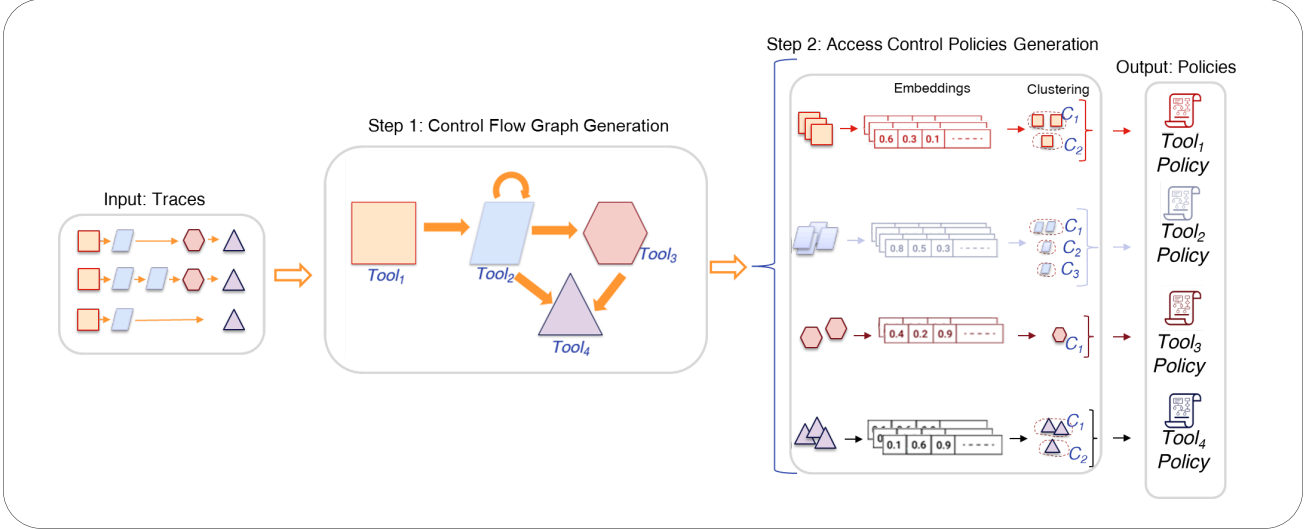 Input: Traces
Step 1: Control Flow Graph Generation
Tool1
Tool2
Tool3
Tool4
Step 2: Access Control Policies Generation
Embeddings
Clustering
0.6 0.3 0.1 -----
C1
C2
0.8 0.5 0.3 -----
C1
C2
C3
0.4 0.2 0.9 -----
C1
0.1 0.6 0.9 -----
C1
C2
Output: Policies
Tool1
Policy
Tool2
Policy
Tool3
Policy
Tool4
Policy